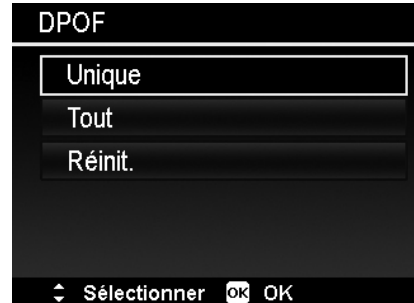 DPOF
Unique
Tout
Réinit.
Sélectionner OK OK